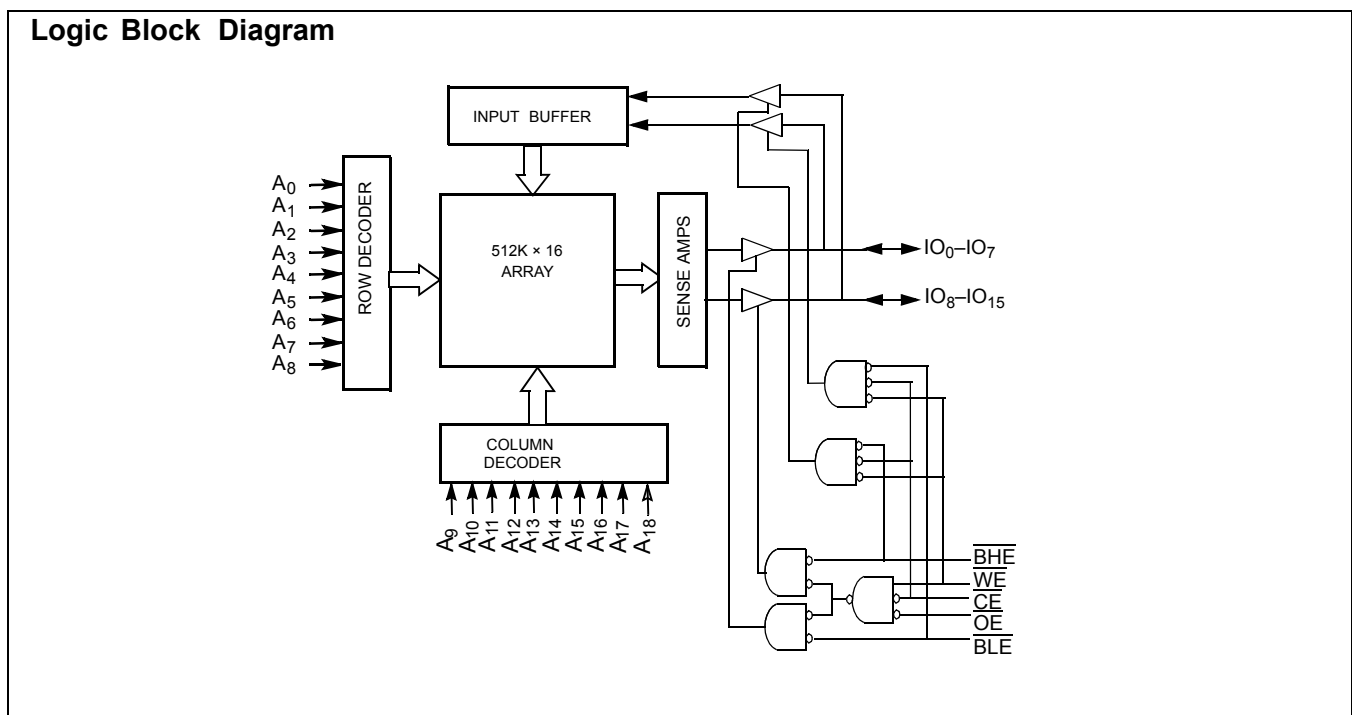 Logic Block Diagram
INPUT BUFFER
A0
A1
A2
A3
A4
A5
A6
A7
A8
ROW DECODER
512K × 16
ARRAY
SENSE AMPS
IO0–IO7
IO8–IO15
COLUMN
DECODER
A9
A10
A11
A12
A13
A14
A15
A16
A17
A18
BHE
WE
CE
OE
BLE